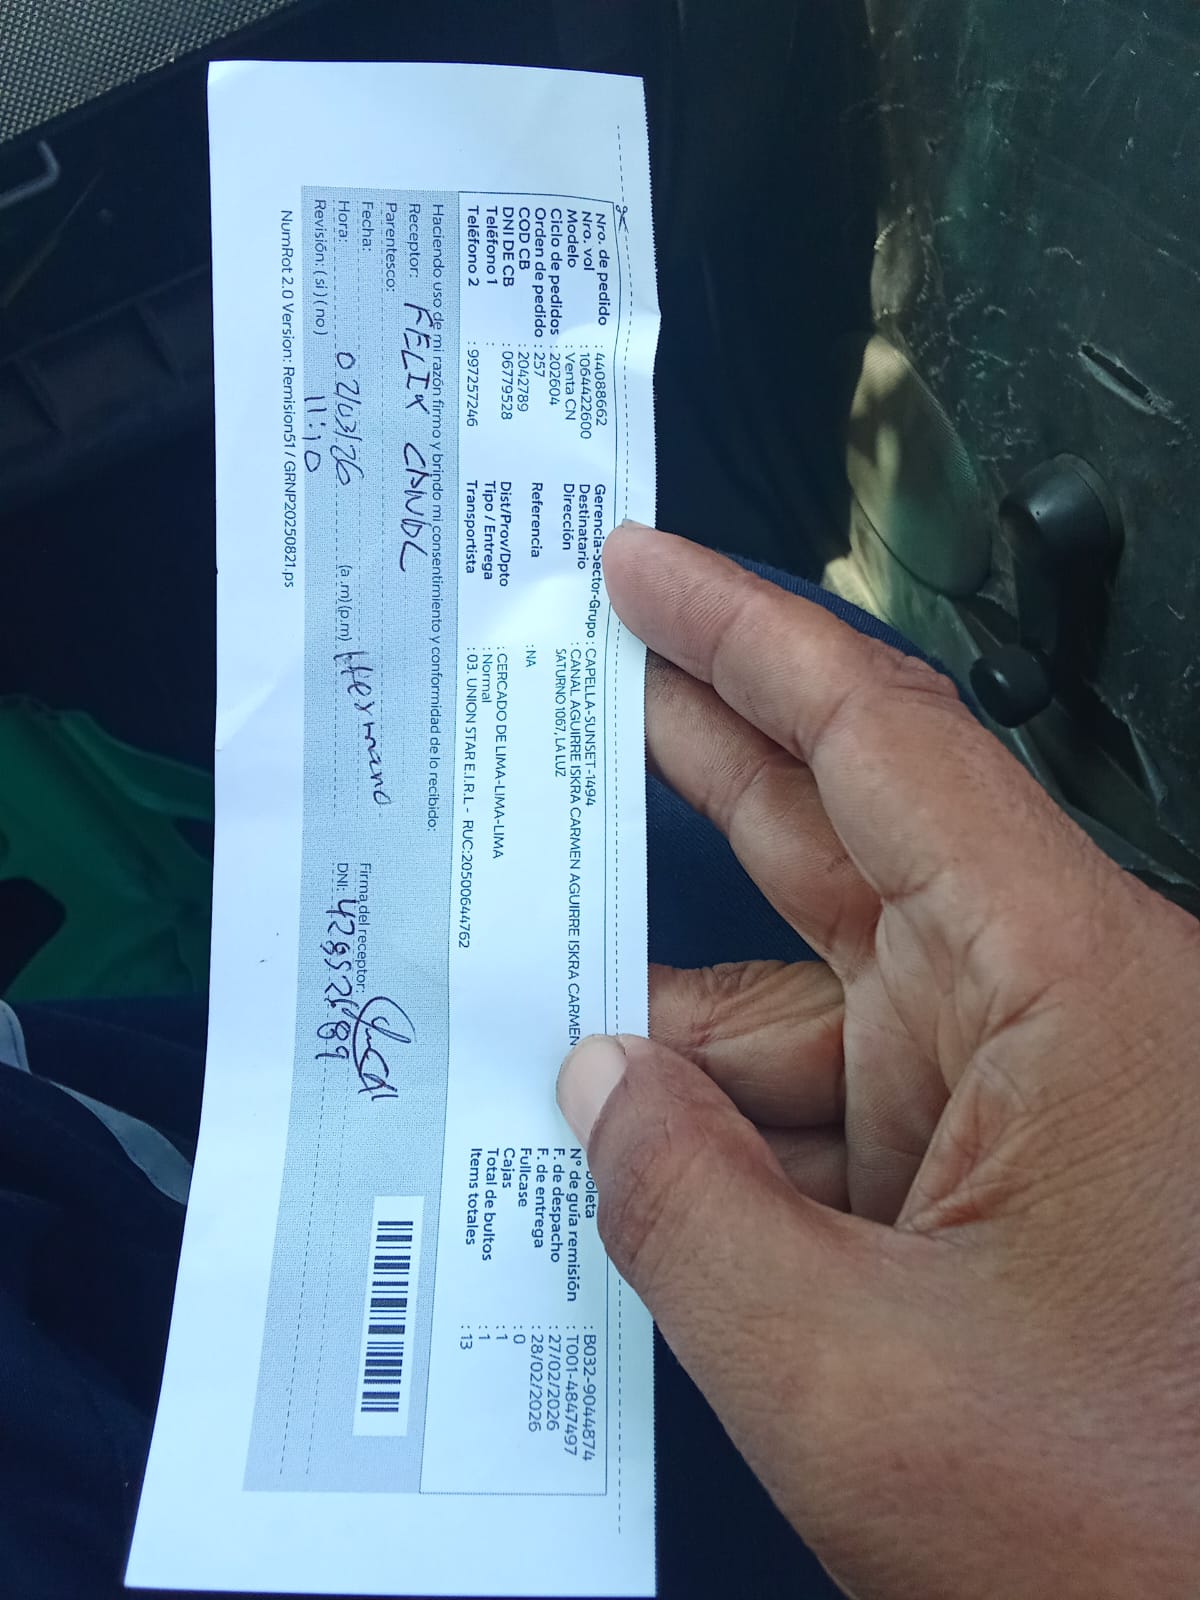 Nro. de pedido : 44088662 Gerencia-Sector-Grupo : CAPELLA-SUNSET-1494 boleta : B032-9044874
Nro. vol : 1064422600 Destinatario : CANAL AGUIRRE ISKRA CARMEN AGUIRRE ISKRA CARMEN N° de guía remisión : T001-4847497
Modelo : Venta CN Dirección SATURNO 1067, LA LUZ F. de despacho : 27/02/2026
Ciclo de pedidos : 202604 F. de entrega : 28/02/2026
Orden de pedido : 257 Referencia : NA Fullcase : 0
COD CB : 2042789 Cajas : 1
DNI DE CB : 06779528 Dist/Prov/Dpto : CERCADO DE LIMA-LIMA-LIMA Total de bultos : 1
Teléfono 1 : Tipo / Entrega : Normal Items totales : 13
Teléfono 2 : 997257246 Transportista : 03. UNION STAR E.I.R.L - RUC:20500644762
Haciendo uso de mi razón firmo y brindo mi consentimiento y conformidad de lo recibido:
Receptor: FELIX CANAL
Parentesco: Hermano Firma del receptor:
Fecha: 02/03/26 DNI:
Hora: 11:10 (a .m) (p.m)
Revisión: ( si ) ( no )
NumRot 2.0 Version: Remision51 / GRNP20250821.ps